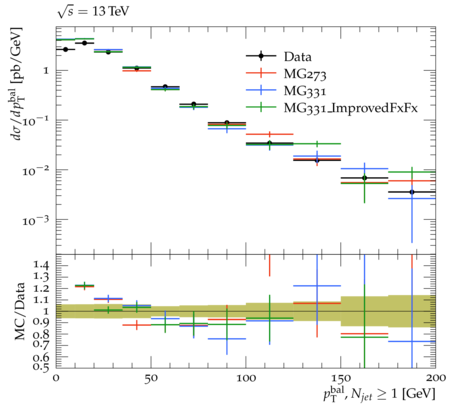 √s = 13 TeV
dσ/dp_T^bal [pb/GeV]
Data
MG273
MG331
MG331_ImprovedFxFx
1
10^−1
10^−2
10^−3
MC/Data
1.4
1.3
1.2
1.1
1
0.9
0.8
0.7
0.6
0.5
0 50 100 150 200
p_T^bal, N_jet ≥ 1 [GeV]